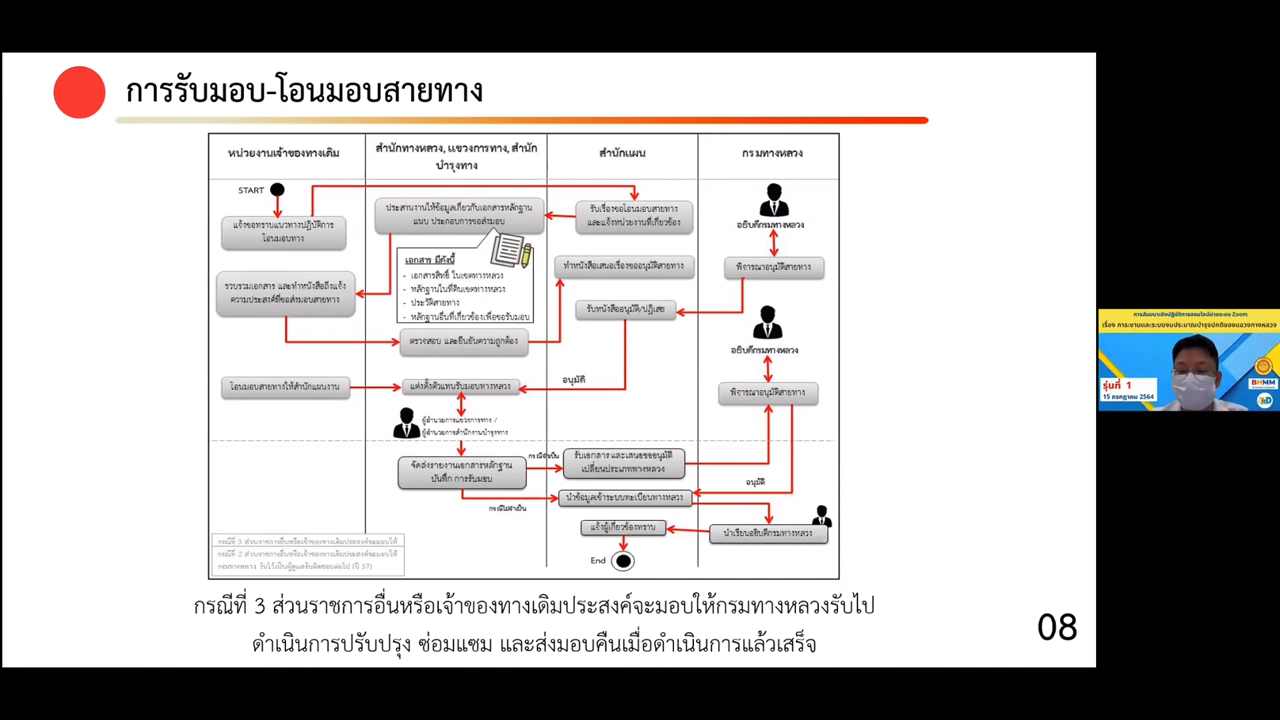 การรับมอบ-โอนมอบสายทาง
หน่วยงานเจ้าของทางเดิม
สำนักทางหลวง, แขวงการทาง, สำนัก
บำรุงทาง
สำนักแผน
กรมทางหลวง
START
แจ้งขอทราบแนวทางปฏิบัติการ
โอนมอบทาง
ประสานงานให้ข้อมูลเกี่ยวกับเอกสารหลักฐาน
แนบ ประกอบการขอส่งมอบ
รับเรื่องขอโอนมอบสายทาง
และแจ้งหน่วยงานที่เกี่ยวข้อง
อธิบดีกรมทางหลวง
เอกสาร มีดังนี้
- เอกสารสิทธิ์ ในเขตทางหลวง
- หลักฐานในที่ดินเขตทางหลวง
- ประวัติสายทาง
- หลักฐานอื่นที่เกี่ยวข้องเพื่อขอรับมอบ
ทำหนังสือเสนอเรื่องขออนุมัติสายทาง
พิจารณาอนุมัติสายทาง
รวบรวมเอกสาร และทำหนังสือถึงแจ้ง
ความประสงค์ที่ขอส่งมอบสายทาง
รับหนังสืออนุมัติ/ปฏิเสธ
ตรวจสอบ และยืนยันความถูกต้อง
อธิบดีกรมทางหลวง
โอนมอบสายทางให้สำนักแผนงาน
แต่งตั้งตัวแทนรับมอบทางหลวง
อนุมัติ
พิจารณาอนุมัติสายทาง
ผู้อำนวยการแขวงการทาง /
ผู้อำนวยการสำนักงานบำรุงทาง
จัดส่งรายงานเอกสารหลักฐาน
บันทึก การรับมอบ
กรณีจำเป็น
รับเอกสาร และเสนอขออนุมัติ
เปลี่ยนประเภททางหลวง
อนุมัติ
นำข้อมูลเข้าระบบทะเบียนทางหลวง
กรณีไม่จำเป็น
แจ้งผู้เกี่ยวข้องทราบ
นำเรียนอธิบดีกรมทางหลวง
End
กรณีที่ 3 ส่วนราชการอื่นหรือเจ้าของทางเดิมประสงค์จะมอบให้
กรณีที่ 2 ส่วนราชการอื่นหรือเจ้าของทางเดิมประสงค์จะมอบให้
กรมทางหลวง รับไว้เป็นผู้ดูแลรับผิดชอบต่อไป (ปี 57)
กรณีที่ 3 ส่วนราชการอื่นหรือเจ้าของทางเดิมประสงค์จะมอบให้กรมทางหลวงรับไป
ดำเนินการปรับปรุง ซ่อมแซม และส่งมอบคืนเมื่อดำเนินการแล้วเสร็จ
08
การสัมมนาเชิงปฏิบัติการออนไลน์ผ่านระบบ Zoom
เรื่อง ภาระงานและระบบงบประมาณบำรุงปกติของแขวงทางหลวง
รุ่นที่ 1
15 กรกฎาคม 2564
BMMM